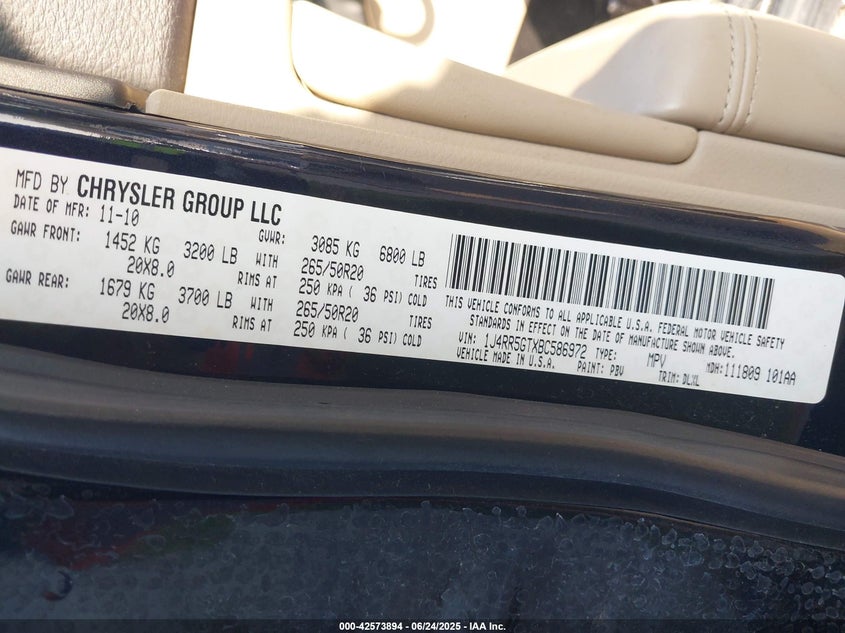 MFD BY CHRYSLER GROUP LLC
DATE OF MFR: 11-10 GVWR: 3085 KG 6800 LB
GAWR FRONT: 1452 KG 3200 LB WITH 265/50R20 TIRES
20X8.0 RIMS AT 250 KPA ( 36 PSI) COLD
GAWR REAR: 1679 KG 3700 LB WITH 265/50R20 TIRES
20X8.0 RIMS AT 250 KPA ( 36 PSI) COLD
THIS VEHICLE CONFORMS TO ALL APPLICABLE U.S.A. FEDERAL MOTOR VEHICLE SAFETY
STANDARDS IN EFFECT ON THE DATE OF MANUFACTURE SHOWN ABOVE.
VIN: 1J4RR5GTXBC586972 TYPE: MPV MDH: 111809 101AA
VEHICLE MADE IN U.S.A. PAINT: PBV TRIM: DLXL
000-42573894 - 06/24/2025 - IAA Inc.